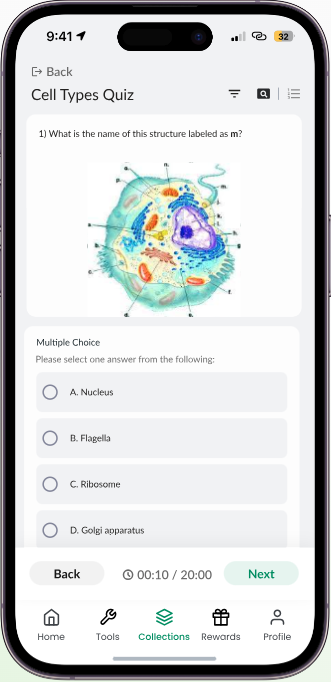 9:41
32
Back
Cell Types Quiz
1) What is the name of this structure labeled as m?
n.
m.
Multiple Choice
Please select one answer from the following:
A. Nucleus
B. Flagella
C. Ribosome
D. Golgi apparatus
Back 00:10 / 20:00 Next
Home Tools Collections Rewards Profile